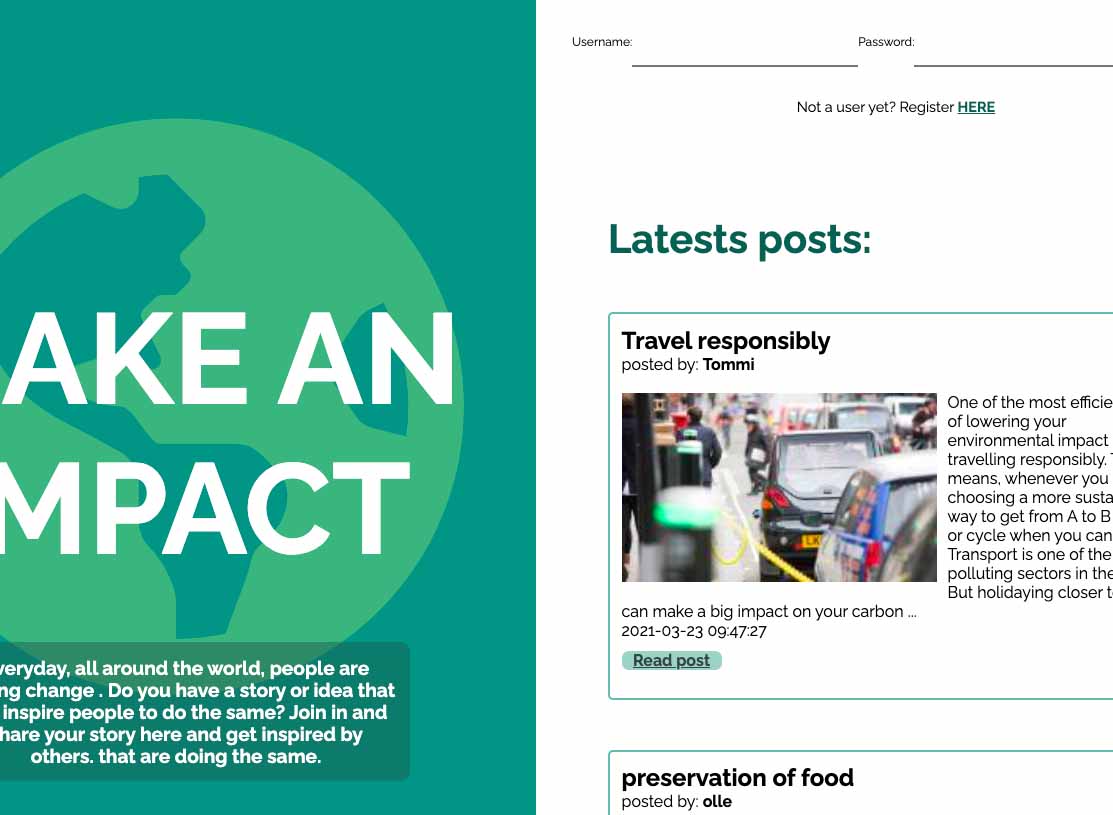 Username: Password:
Not a user yet? Register HERE
AKE AN
MPACT
veryday, all around the world, people are
ng change . Do you have a story or idea that
inspire people to do the same? Join in and
hare your story here and get inspired by
others. that are doing the same.
Latests posts:
Travel responsibly
posted by: Tommi
One of the most efficie
of lowering your
environmental impact
travelling responsibly. T
means, whenever you
choosing a more susta
way to get from A to B
or cycle when you can
Transport is one of the
polluting sectors in the
But holidaying closer t
can make a big impact on your carbon ...
2021-03-23 09:47:27
Read post
preservation of food
posted by: olle